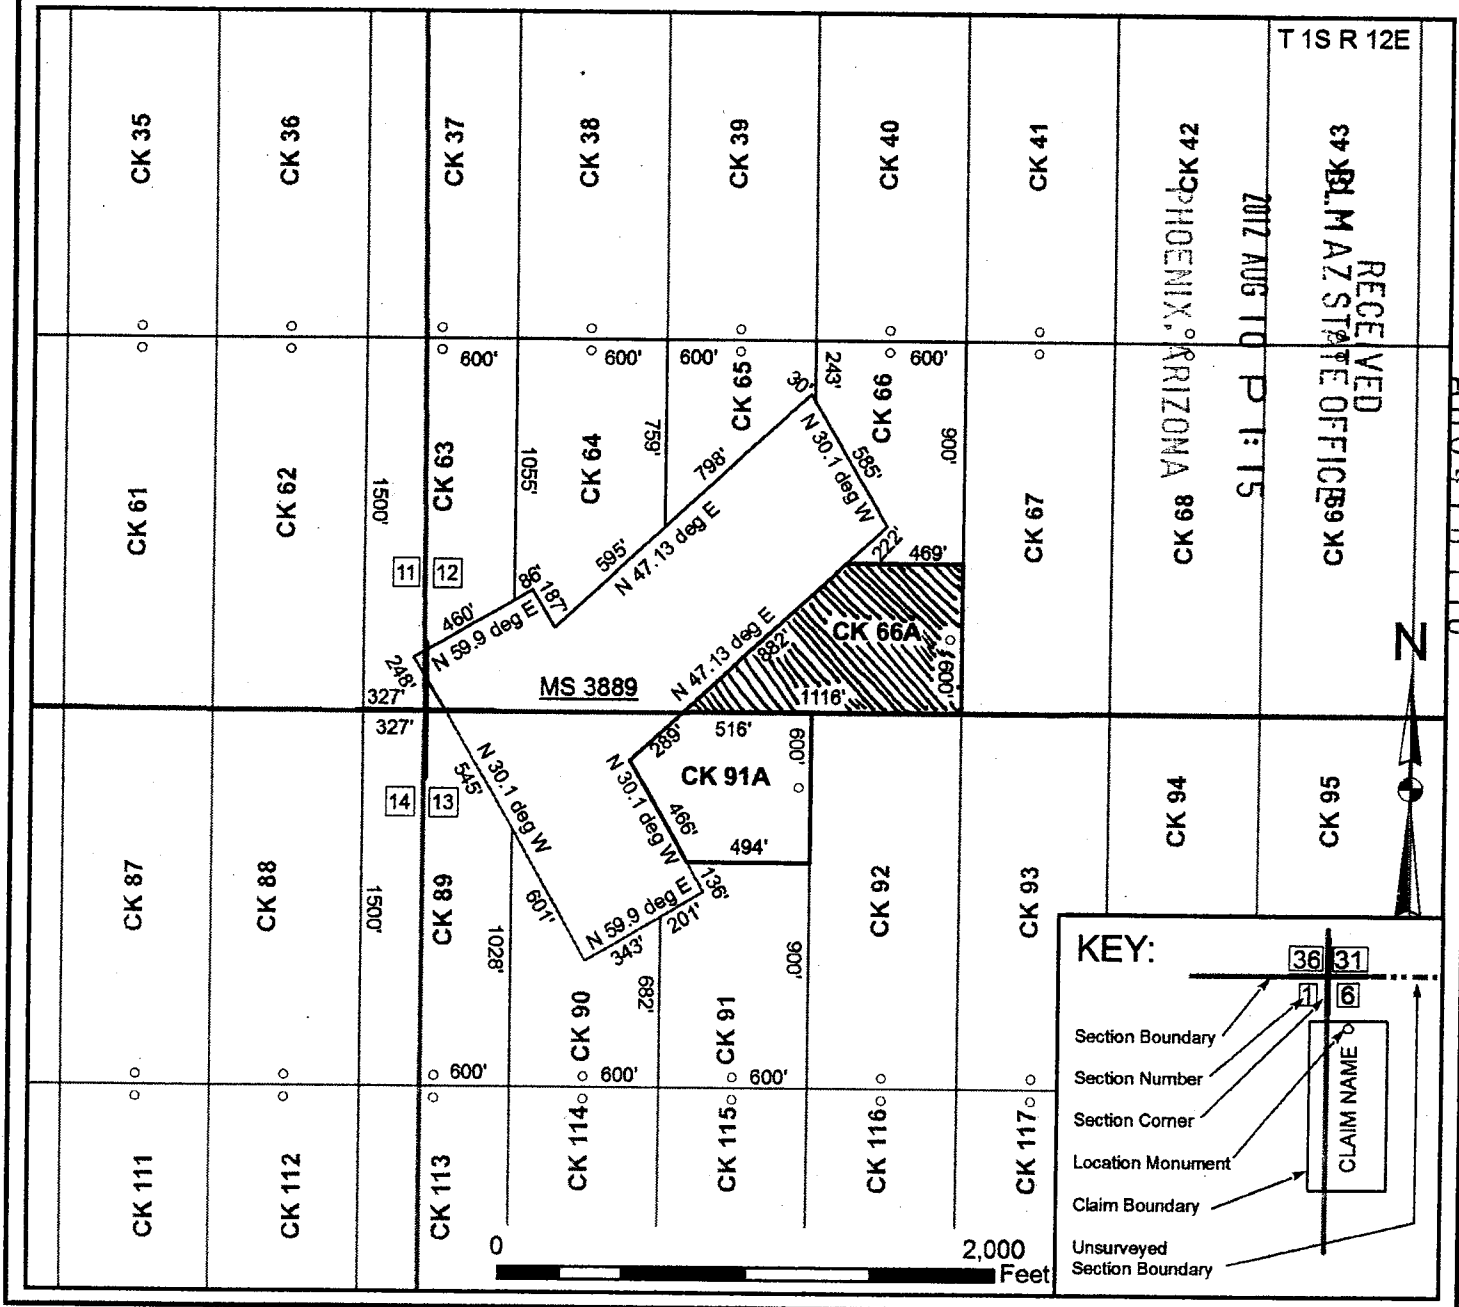 T 1S R 12E
CK 35
CK 36
CK 37
CK 38
CK 39
CK 40
CK 41
CK 42
CK 43
RECEIVED
BLM AZ STATE OFFICE
2012 AUG 10 P 1:15
PHOENIX, ARIZONA
600'
600'
600'
243'
600'
30'
CK 61
CK 62
1500'
CK 63
1055'
CK 64
759'
CK 65
CK 66
900'
CK 67
CK 68
CK 69
798'
N 30.1 deg W
585'
595'
N 47.13 deg E
222'
469'
11
12
86'
187'
460'
N 59.9 deg E
248'
327'
MS 3889
N 47.13 deg E
882'
CK 66A
600'
1116'
N
327'
289'
516'
600'
CK 91A
N 30.1 deg W
545'
N 30.1 deg W
466'
494'
14
13
136'
601'
N 59.9 deg E
201'
343'
CK 87
CK 88
1500'
CK 89
1028'
CK 90
682'
CK 91
900'
CK 92
CK 93
CK 94
CK 95
600'
600'
600'
CK 111
CK 112
CK 113
CK 114
CK 115
CK 116
CK 117
0
2,000
Feet
KEY:
36
31
1
6
Section Boundary
Section Number
Section Corner
Location Monument
Claim Boundary
Unsurveyed
Section Boundary
CLAIM NAME